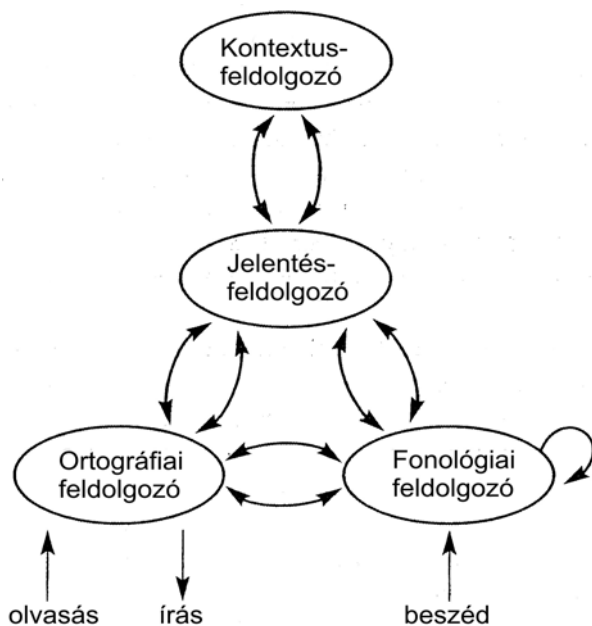 Kontextus-
feldolgozó
Jelentés-
feldolgozó
Ortográfiai
feldolgozó
Fonológiai
feldolgozó
olvasás
írás
beszéd